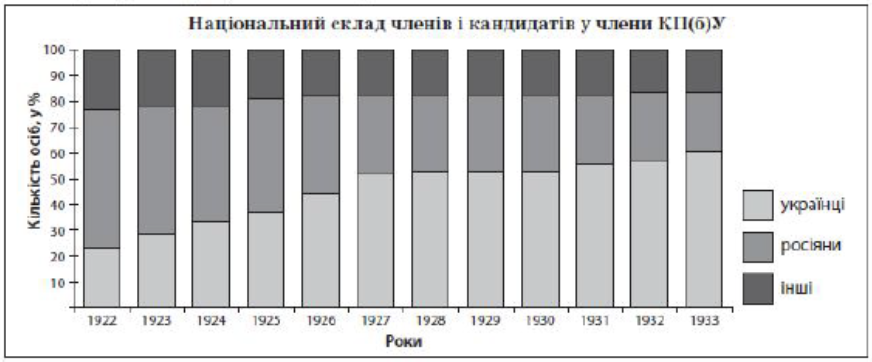 Національний склад членів і кандидатів у члени КП(б)У
Кількість осіб, у %
100
90
80
70
60
50
40
30
20
10
1922 1923 1924 1925 1926 1927 1928 1929 1930 1931 1932 1933
Роки
українці
росіяни
інші